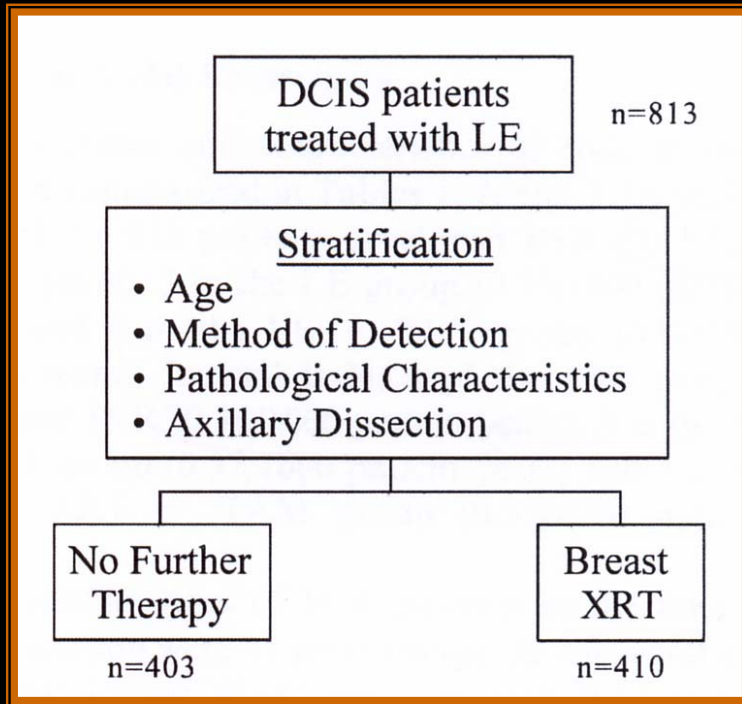 DCIS patients
treated with LE
n=813
Stratification
• Age
• Method of Detection
• Pathological Characteristics
• Axillary Dissection
No Further
Therapy
Breast
XRT
n=403
n=410